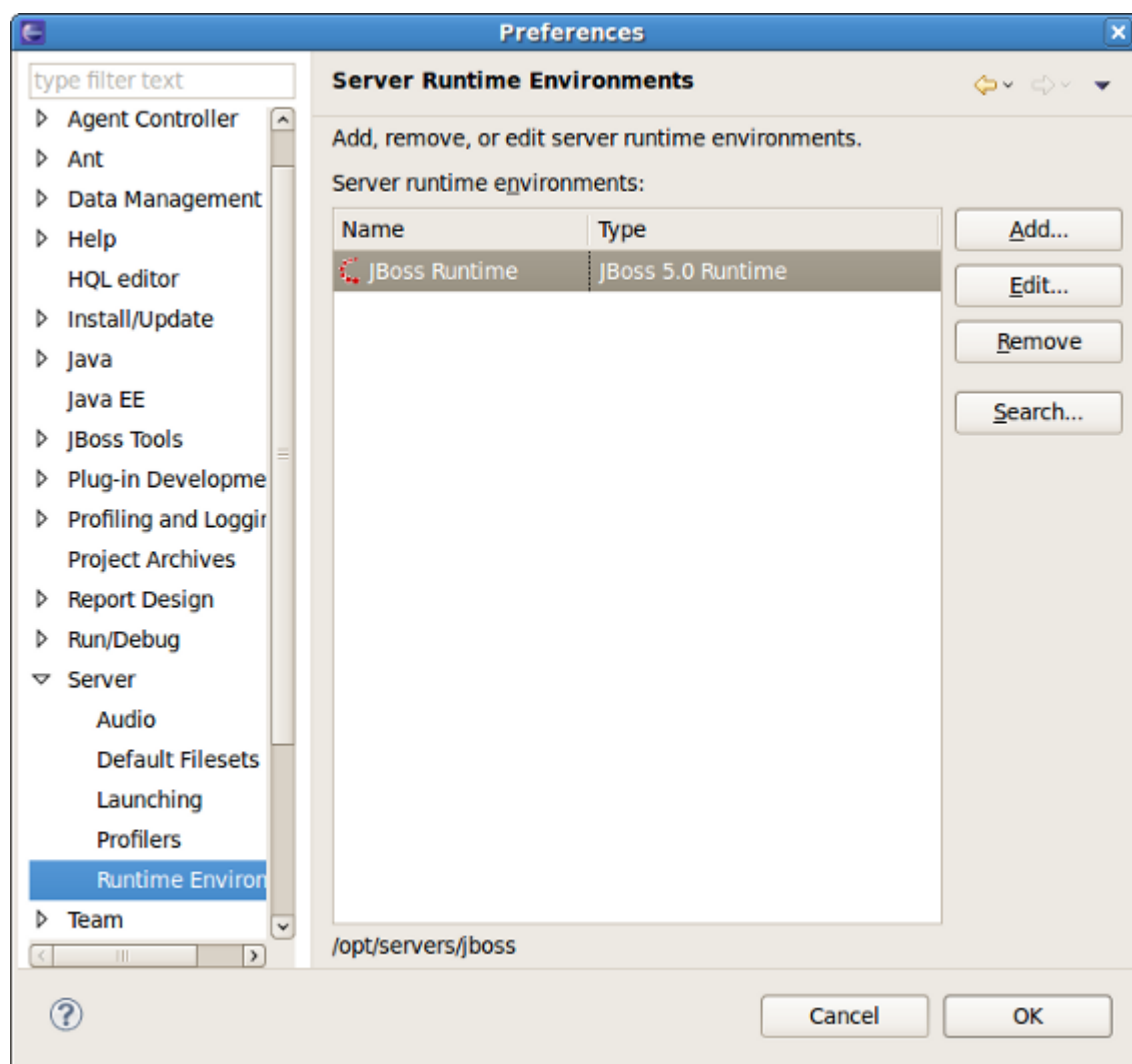 Preferences
type filter text
Agent Controller
Ant
Data Management
Help
HQL editor
Install/Update
Java
Java EE
JBoss Tools
Plug-in Developme
Profiling and Loggin
Project Archives
Report Design
Run/Debug
Server
Audio
Default Filesets
Launching
Profilers
Runtime Environ
Team
Server Runtime Environments
Add, remove, or edit server runtime environments.
Server runtime environments:
Name Type
JBoss Runtime JBoss 5.0 Runtime
Add...
Edit...
Remove
Search...
/opt/servers/jboss
Cancel OK